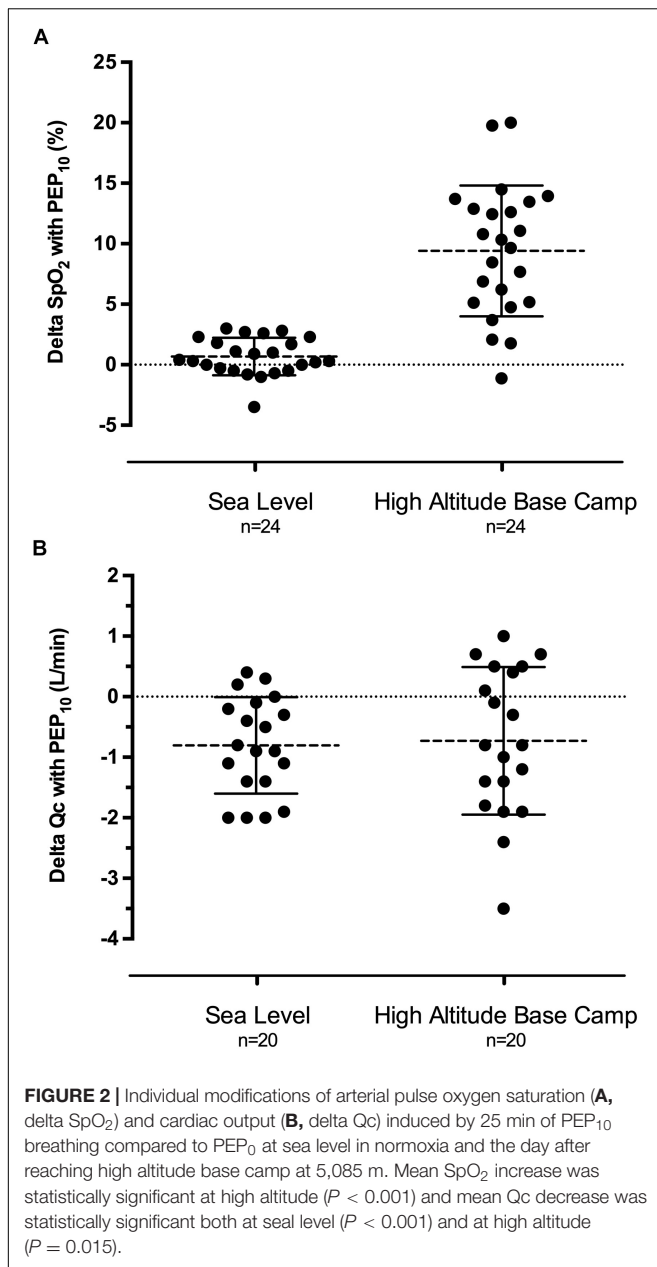 A
25
20
15
10
5
0
-5
Delta SpO2 with PEP10 (%)
Sea Level
n=24
High Altitude Base Camp
n=24
B
2
1
0
-1
-2
-3
-4
Delta Qc with PEP10 (L/min)
Sea Level
n=20
High Altitude Base Camp
n=20
FIGURE 2 | Individual modifications of arterial pulse oxygen saturation (A,
delta SpO2) and cardiac output (B, delta Qc) induced by 25 min of PEP10
breathing compared to PEP0 at sea level in normoxia and the day after
reaching high altitude base camp at 5,085 m. Mean SpO2 increase was
statistically significant at high altitude (P < 0.001) and mean Qc decrease was
statistically significant both at seal level (P < 0.001) and at high altitude
(P = 0.015).